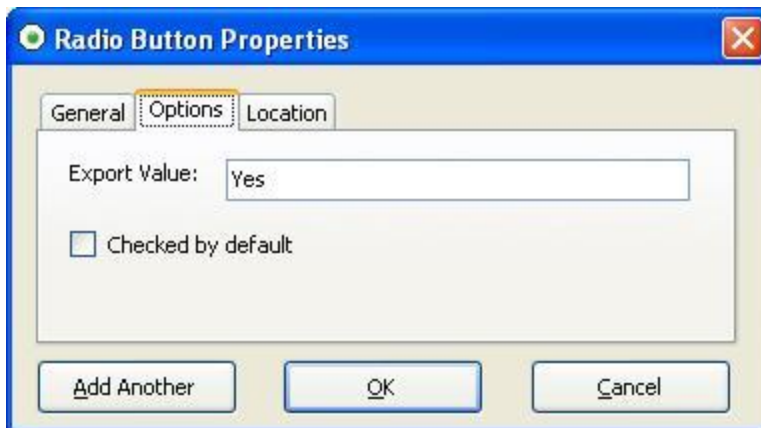 Radio Button Properties
General Options Location
Export Value: Yes
Checked by default
Add Another OK Cancel